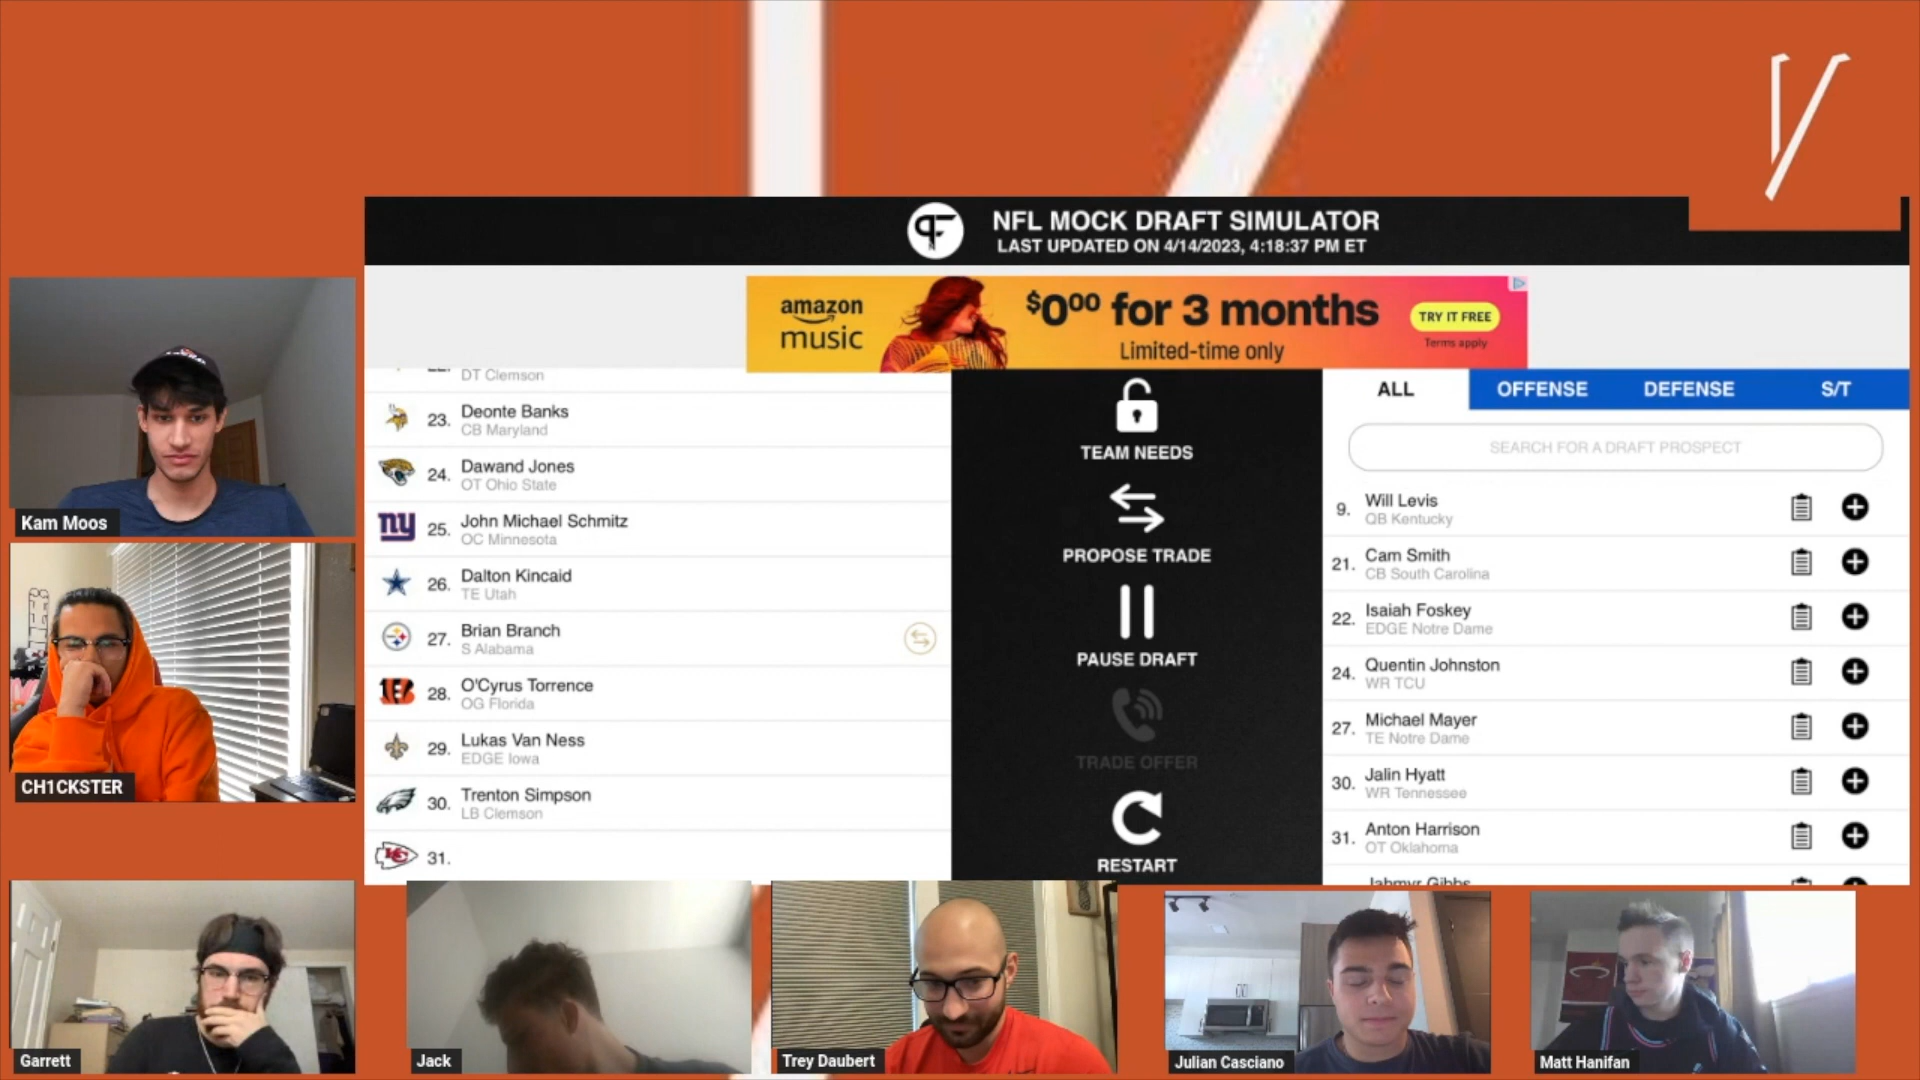 NFL MOCK DRAFT SIMULATOR
LAST UPDATED ON 4/14/2023, 4:18:37 PM ET
amazon
music
$0⁰⁰ for 3 months
Limited-time only
TRY IT FREE
Terms apply
DT Clemson
23. Deonte Banks
CB Maryland
24. Dawand Jones
OT Ohio State
ny
25. John Michael Schmitz
OC Minnesota
26. Dalton Kincaid
TE Utah
27. Brian Branch
S Alabama
28. O'Cyrus Torrence
OG Florida
29. Lukas Van Ness
EDGE Iowa
30. Trenton Simpson
LB Clemson
KC
31.
TEAM NEEDS
PROPOSE TRADE
PAUSE DRAFT
TRADE OFFER
RESTART
ALL
OFFENSE
DEFENSE
S/T
SEARCH FOR A DRAFT PROSPECT
9. Will Levis
QB Kentucky
21. Cam Smith
CB South Carolina
22. Isaiah Foskey
EDGE Notre Dame
24. Quentin Johnston
WR TCU
27. Michael Mayer
TE Notre Dame
30. Jalin Hyatt
WR Tennessee
31. Anton Harrison
OT Oklahoma
Jahmyr Gibbs
Kam Moos
CH1CKSTER
Garrett
Jack
Trey Daubert
Julian Casciano
Matt Hanifan